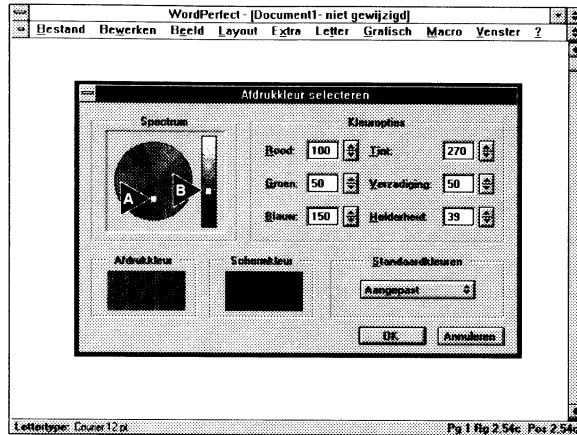 WordPerfect - [Document1- niet gewijzigd]
Bestand Bewerken Beeld Layout Extra Letter Grafisch Macro Venster ?
Afdrukkleur selecteren
Spectrum
A
B
Kleuropties
Rood: 100 Tint: 270
Groen: 50 Verzadiging: 50
Blauw: 150 Helderheid: 39
Afdrukkleur
Schermkleur
Standaardkleuren
Aangepast
OK Annuleren
Lettertype: Courier 12 pt Pg 1 Rg 2.54c Pos 2.54c